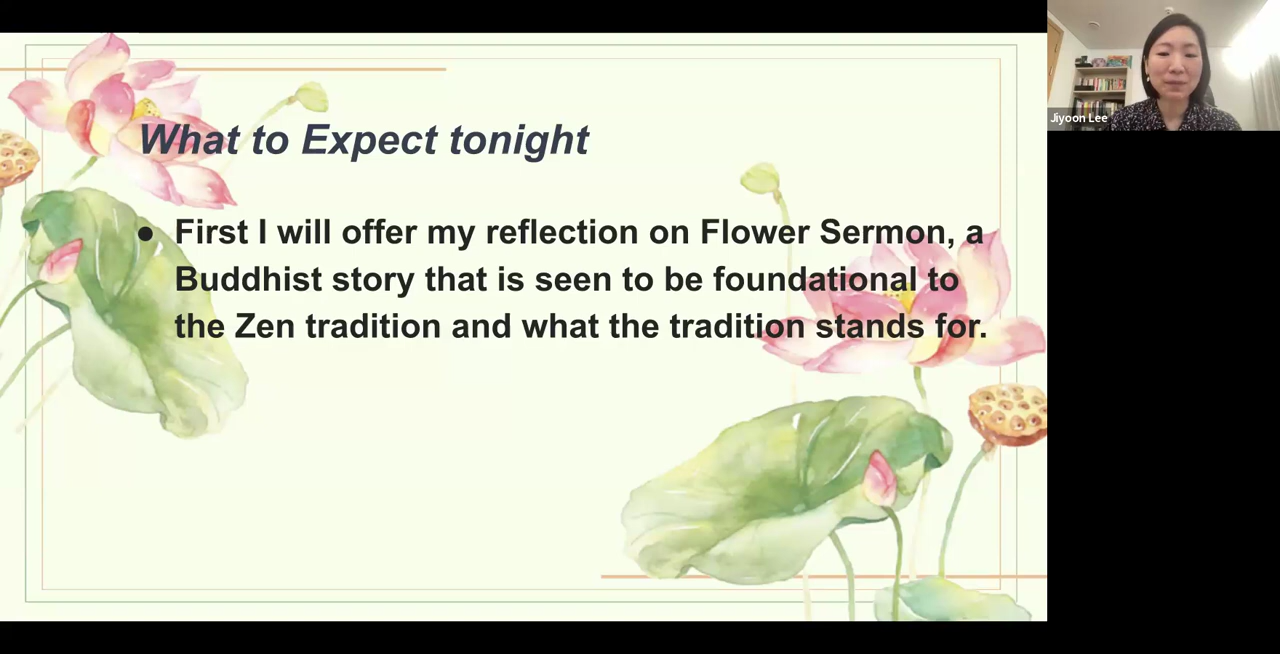 What to Expect tonight
● First I will offer my reflection on Flower Sermon, a
Buddhist story that is seen to be foundational to
the Zen tradition and what the tradition stands for.
Jiyoon Lee